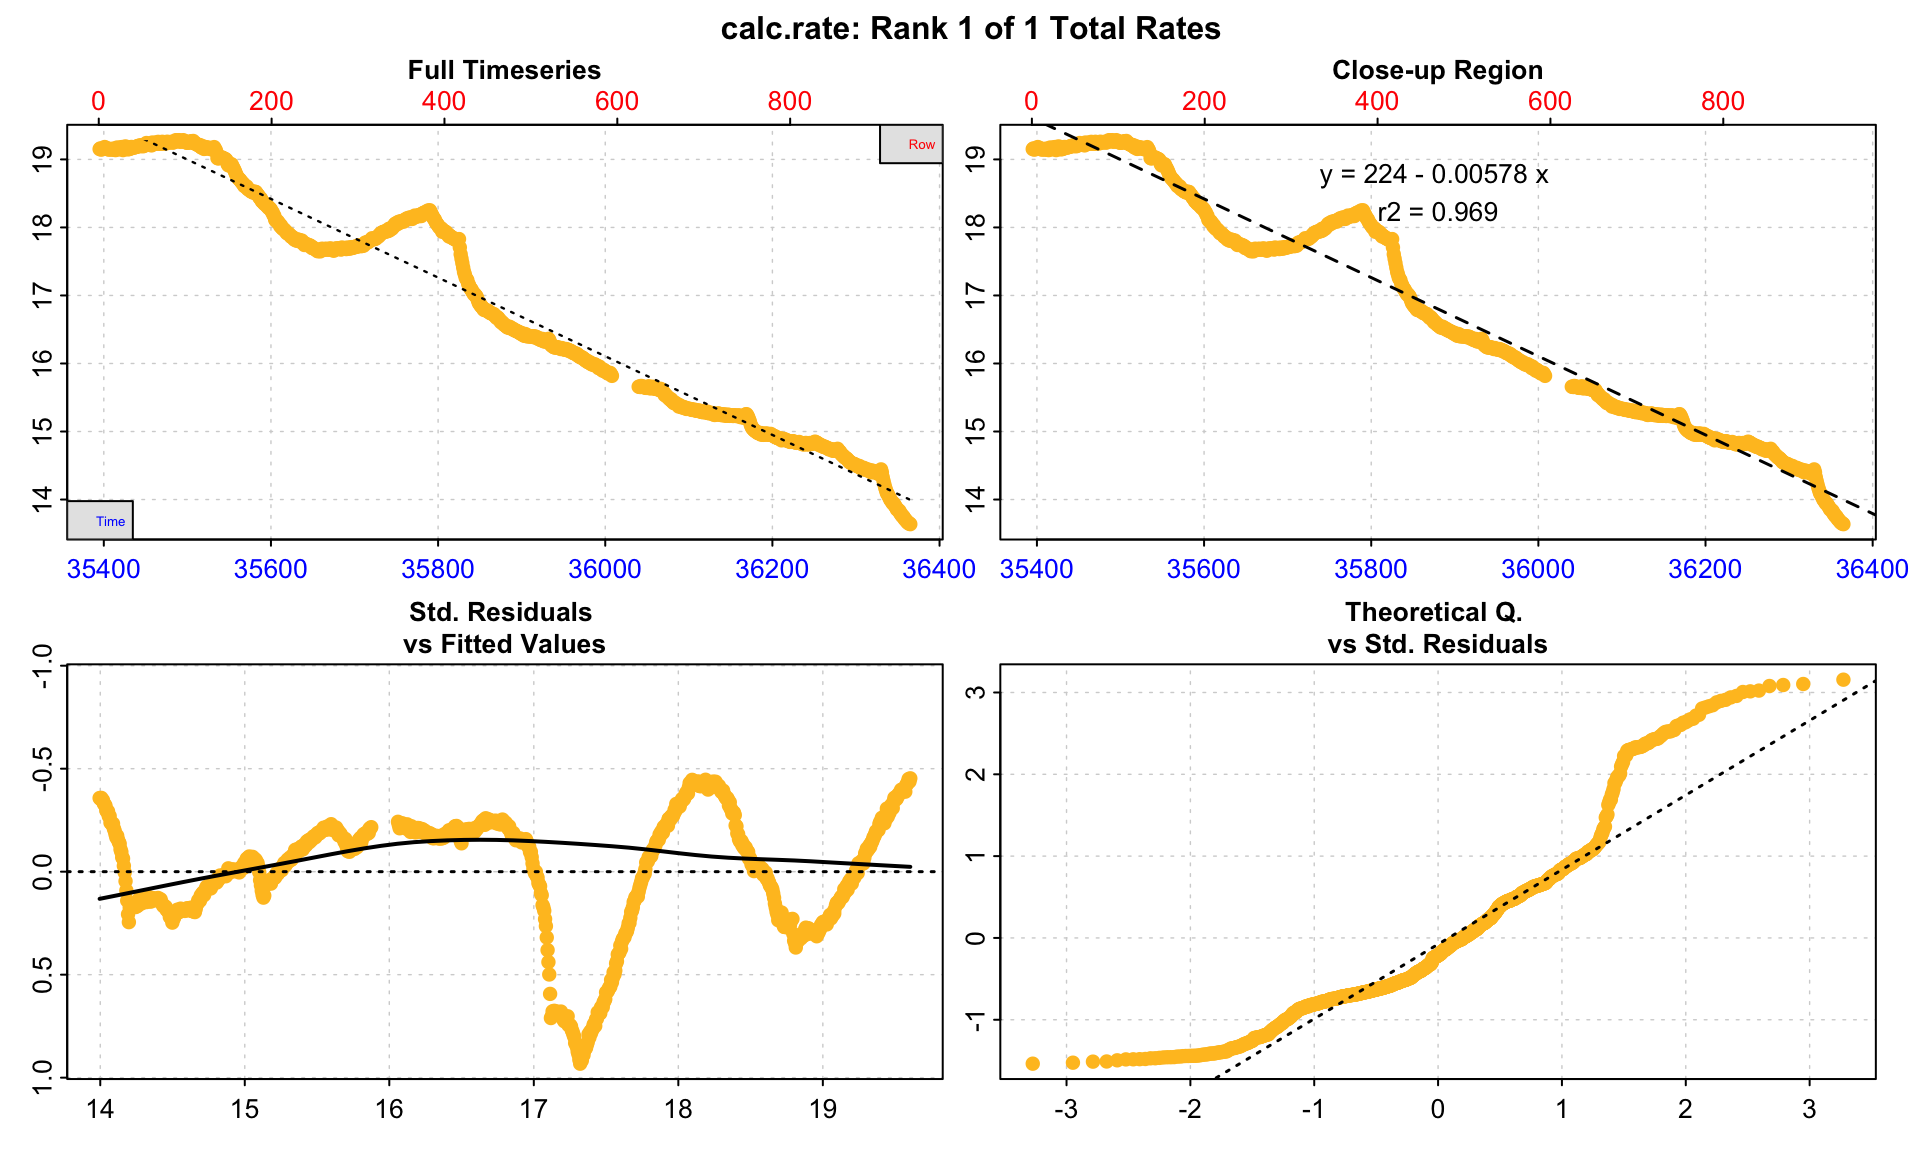 calc.rate: Rank 1 of 1 Total Rates
Full Timeseries
0 200 400 600 800
Row
19
18
17
16
15
14
Time
35400 35600 35800 36000 36200 36400
Close-up Region
0 200 400 600 800
y = 224 - 0.00578 x
r2 = 0.969
19
18
17
16
15
14
35400 35600 35800 36000 36200 36400
Std. Residuals
vs Fitted Values
-1.0
-0.5
0.0
0.5
1.0
14 15 16 17 18 19
Theoretical Q.
vs Std. Residuals
3
2
1
0
-1
-3 -2 -1 0 1 2 3